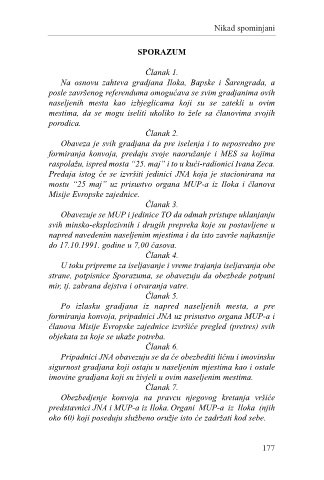 Nikad spominjani
SPORAZUM
Članak 1.
Na osnovu zahteva gradjana Iloka, Bapske i Šarengrada, a
posle završenog referenduma omogućava se svim gradjanima ovih
naseljenih mesta kao izbjeglicama koji su se zatekli u ovim
mestima, da se mogu iseliti ukoliko to žele sa članovima svojih
porodica.
Članak 2.
Obaveza je svih gradjana da pre iselenja i to neposredno pre
formiranja konvoja, predaju svoje naoružanje i MES sa kojima
raspolažu, ispred mosta “25. maj” i to u kući-radionici Ivana Zeca.
Predaja istog će se izvršiti jedinici JNA koja je stacionirana na
mostu “25 maj” uz prisustvo organa MUP-a iz Iloka i članova
Misije Evropske zajednice.
Članak 3.
Obavezuje se MUP i jedinice TO da odmah pristupe uklanjanju
svih minsko-eksplozivnih i drugih prepreka koje su postavljene u
napred navedenim naseljenim mjestima i da isto završe najkasnije
do 17.10.1991. godine u 7,00 časova.
Članak 4.
U toku pripreme za iseljavanje i vreme trajanja iseljavanja obe
strane, potpisnice Sporazuma, se obavezuju da obezbede potpuni
mir, tj. zabrana dejstva i otvaranja vatre.
Članak 5.
Po izlasku gradjana iz napred naseljenih mesta, a pre
formiranja konvoja, pripadnici JNA uz prisustvo organa MUP-a i
članova Misije Evropske zajednice izvršiće pregled (pretres) svih
objekata za koje se ukaže potreba.
Članak 6.
Pripadnici JNA obavezuju se da će obezbediti ličnu i imovinsku
sigurnost gradjana koji ostaju u naseljenim mjestima kao i ostale
imovine gradjana koji su živjeli u ovim naseljenim mestima.
Članak 7.
Obezbedjenje konvoja na pravcu njegovog kretanja vršiće
predstavnici JNA i MUP-a iz Iloka. Organi MUP-a iz Iloka (njih
oko 60) koji poseduju službeno oružje isto će zadržati kod sebe.
177